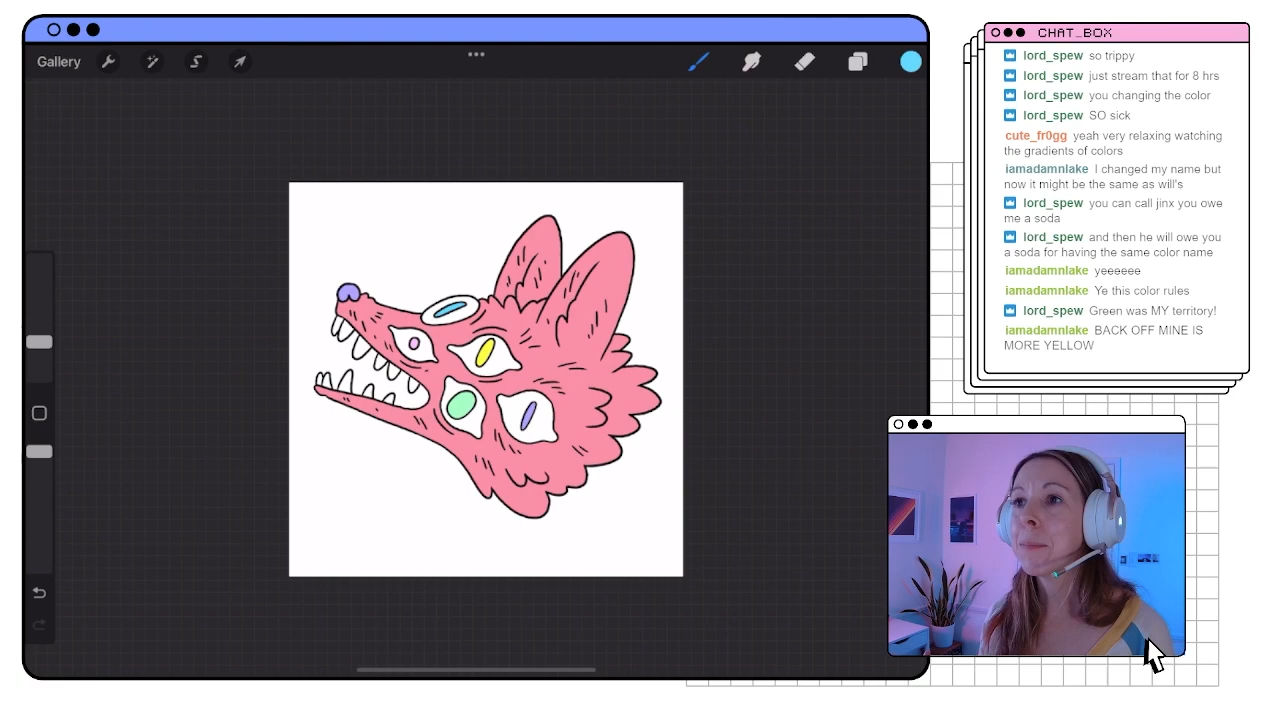 Gallery
CHAT_BOX
lord_spew so trippy
lord_spew just stream that for 8 hrs
lord_spew you changing the color
lord_spew SO sick
cute_fr0gg yeah very relaxing watching
the gradients of colors
iamadamnlake I changed my name but
now it might be the same as will's
lord_spew you can call jinx you owe
me a soda
lord_spew and then he will owe you
a soda for having the same color name
iamadamnlake yeeeeee
iamadamnlake Ye this color rules
lord_spew Green was MY territory!
iamadamnlake BACK OFF MINE IS
MORE YELLOW